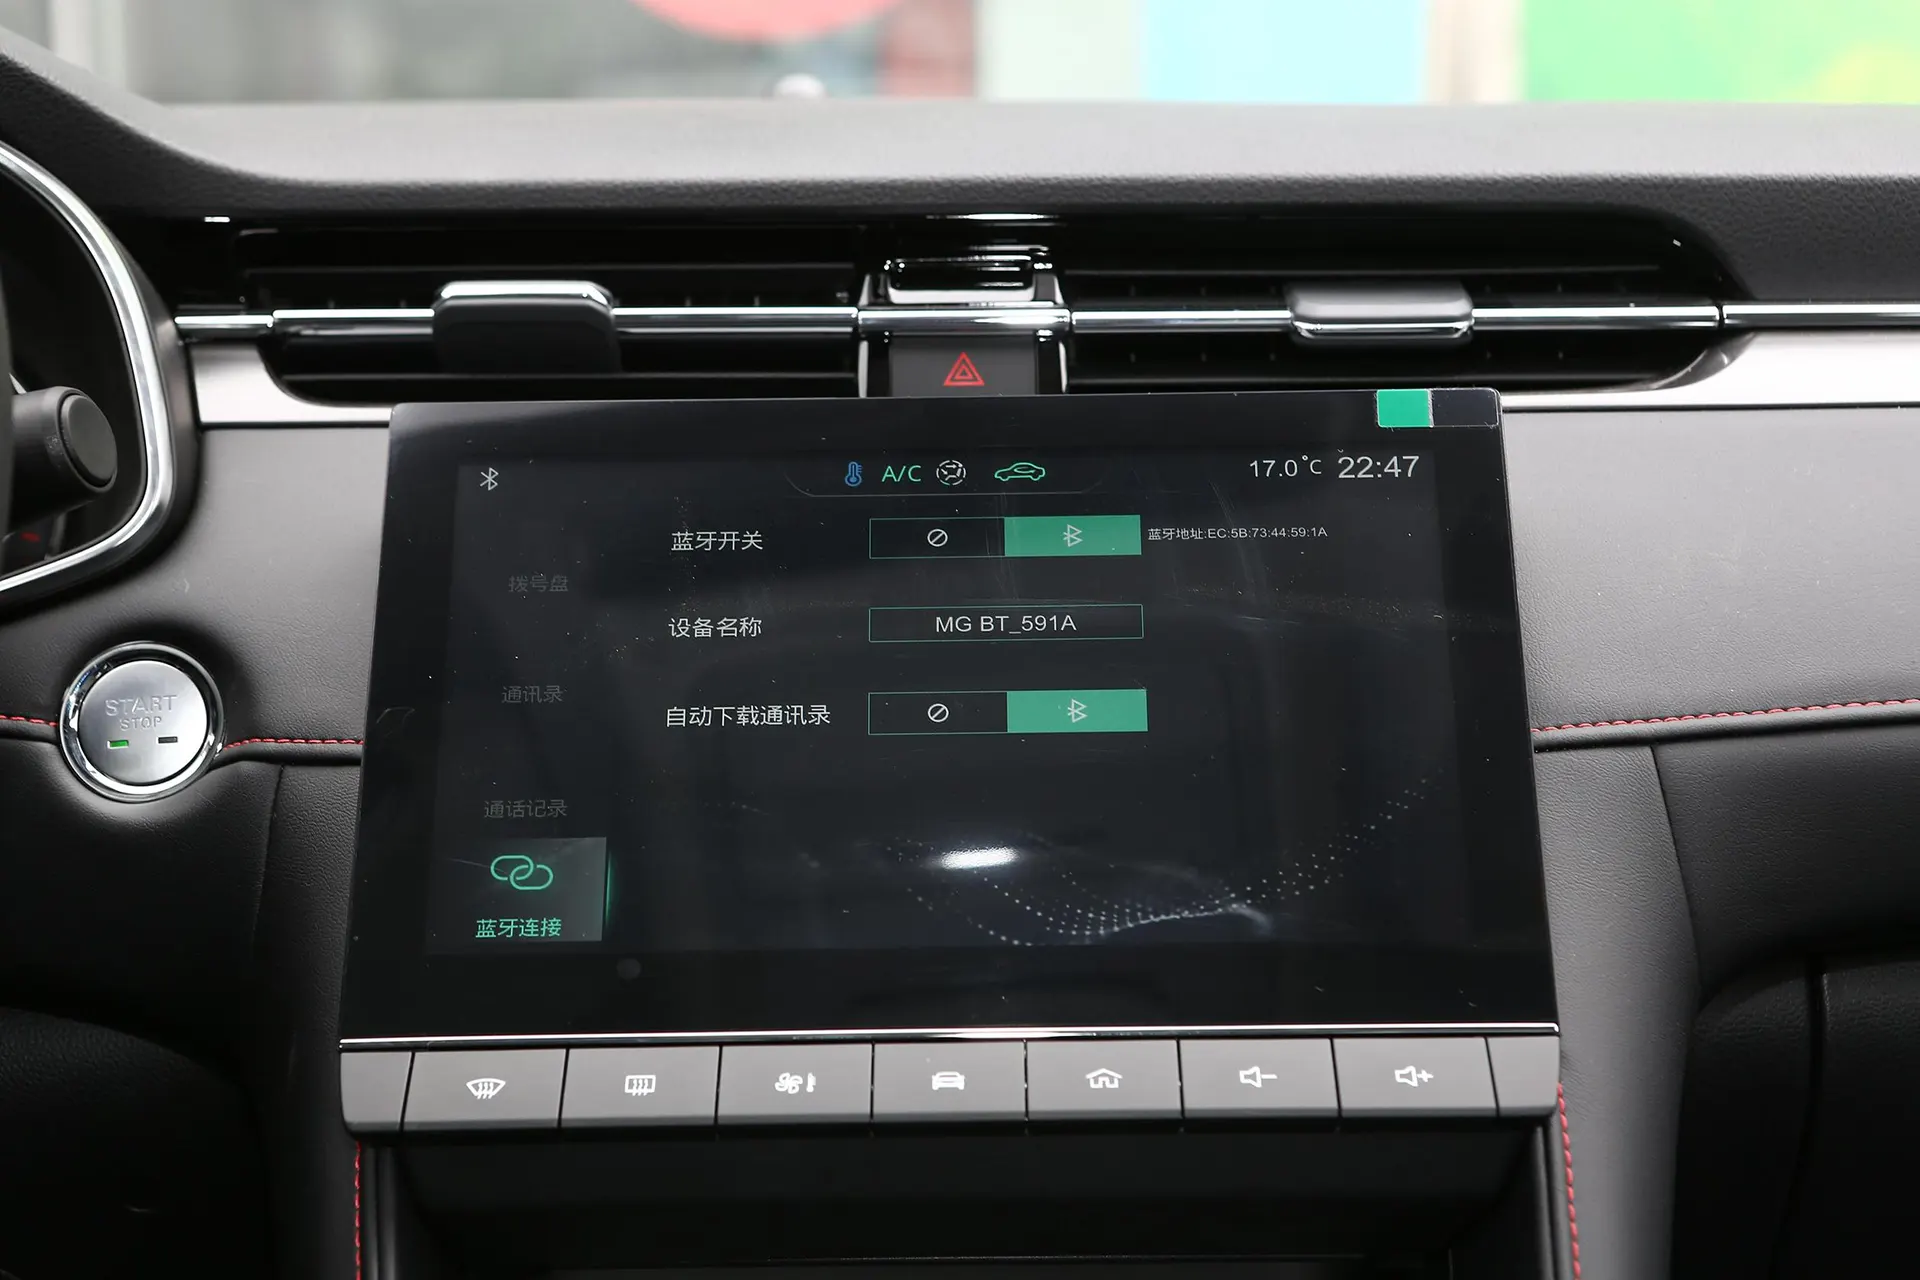 A/C
17.0°C 22:47
蓝牙开关
蓝牙地址:EC:5B:73:44:59:1A
拨号盘
设备名称
MG BT_591A
通讯录
自动下载通讯录
通话记录
蓝牙连接
START
STOP